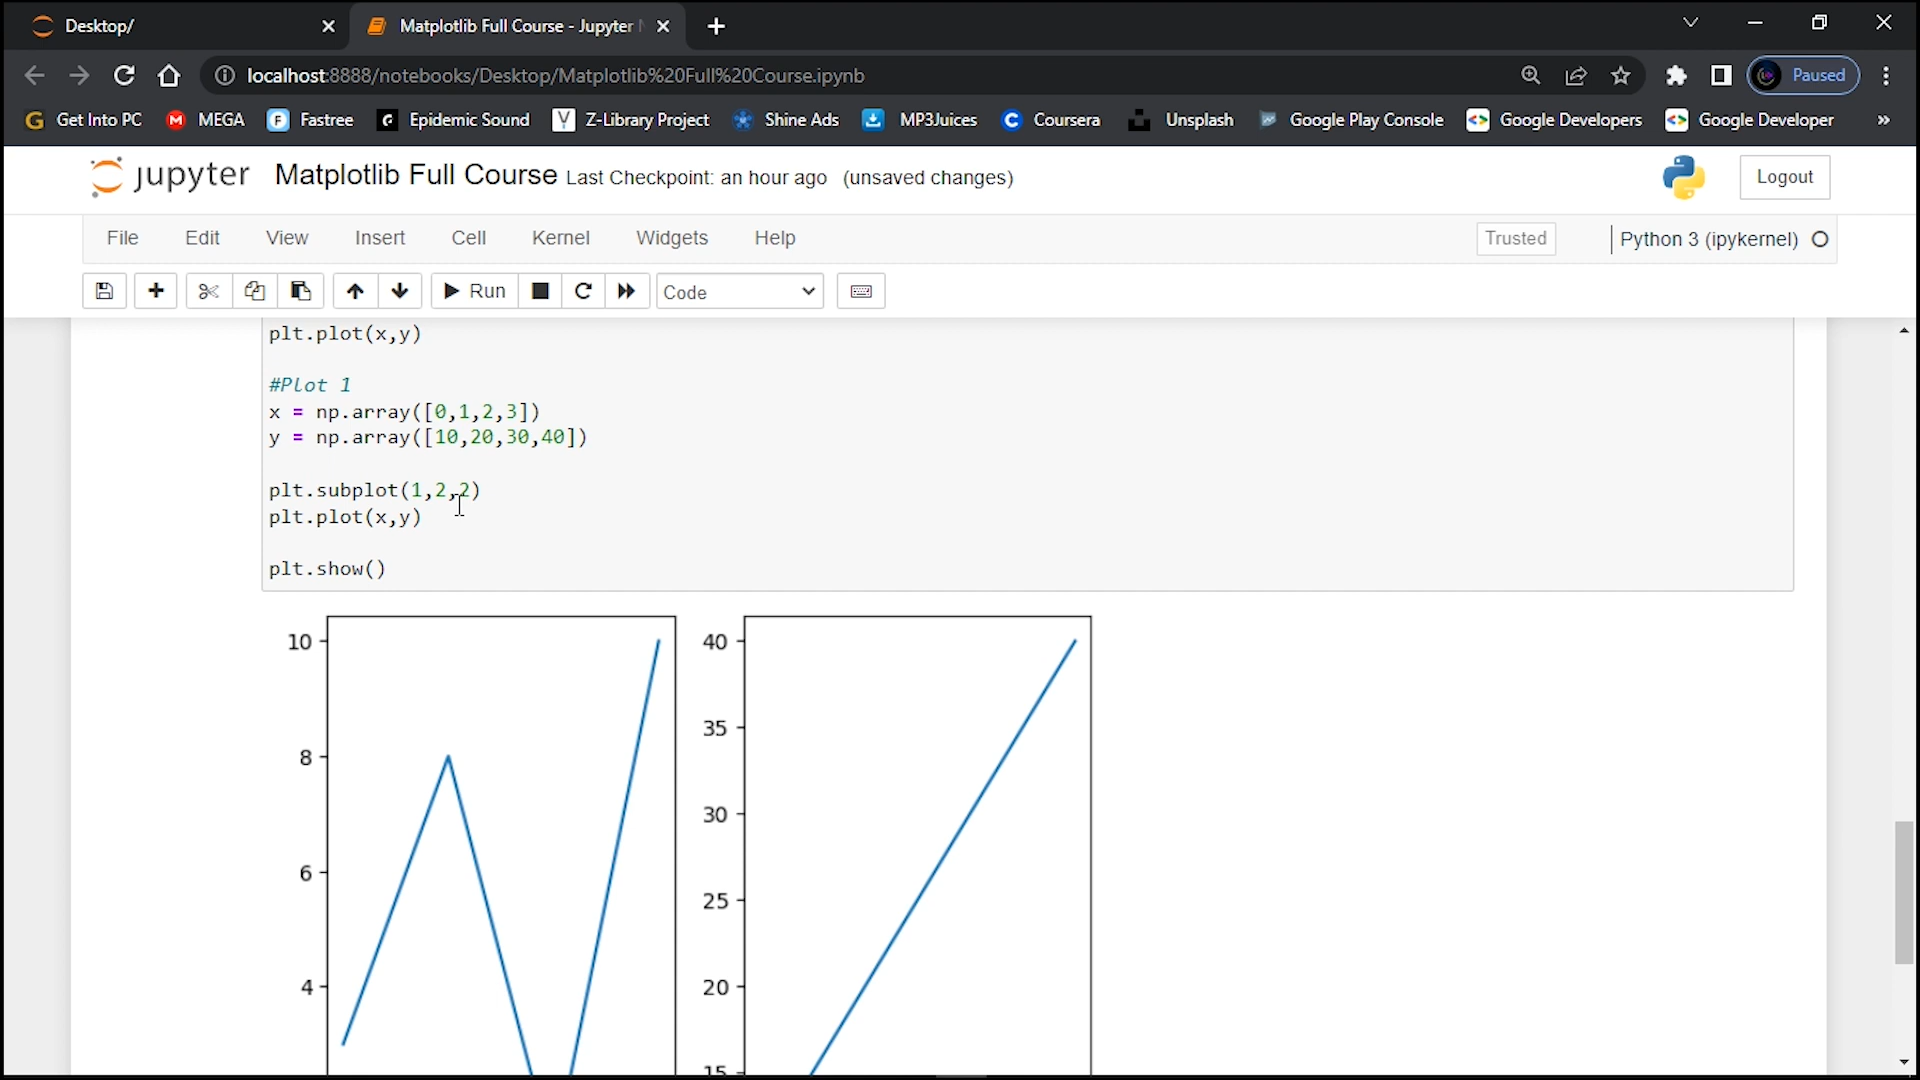 Desktop/
Matplotlib Full Course - Jupyter
localhost:8888/notebooks/Desktop/Matplotlib%20Full%20Course.ipynb
Paused
Get Into PC
MEGA
Fastree
Epidemic Sound
Z-Library Project
Shine Ads
MP3Juices
Coursera
Unsplash
Google Play Console
Google Developers
Google Developer
»
jupyter
Matplotlib Full Course Last Checkpoint: an hour ago (unsaved changes)
Logout
File
Edit
View
Insert
Cell
Kernel
Widgets
Help
Trusted
Python 3 (ipykernel)
Run
Code
plt.plot(x,y)
#Plot 1
x = np.array([0,1,2,3])
y = np.array([10,20,30,40])
plt.subplot(1,2,2)
plt.plot(x,y)
plt.show()
10
8
6
4
40
35
30
25
20
15